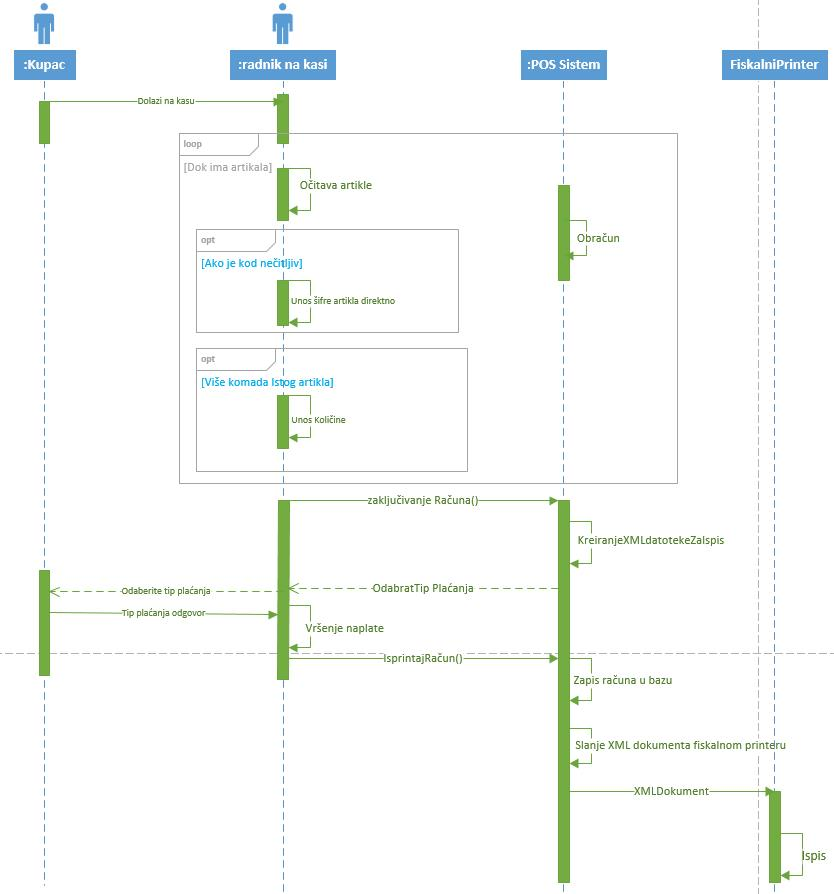 :Kupac
:radnik na kasi
:POS Sistem
FiskalniPrinter
Dolazi na kasu
loop
[Dok ima artikala]
Očitava artikle
Obračun
opt
[Ako je kod nečitljiv]
Unos šifre artikla direktno
opt
[Više komada Istog artikla]
Unos Količine
zaključivanje Računa()
KreiranjeXMLdatotekeZaIspis
OdabratTip Plaćanja
Odaberite tip plaćanja
Tip plaćanja odgovor
Vršenje naplate
IsprintajRačun()
Zapis računa u bazu
Slanje XML dokumenta fiskalnom printeru
XMLDokument
Ispis